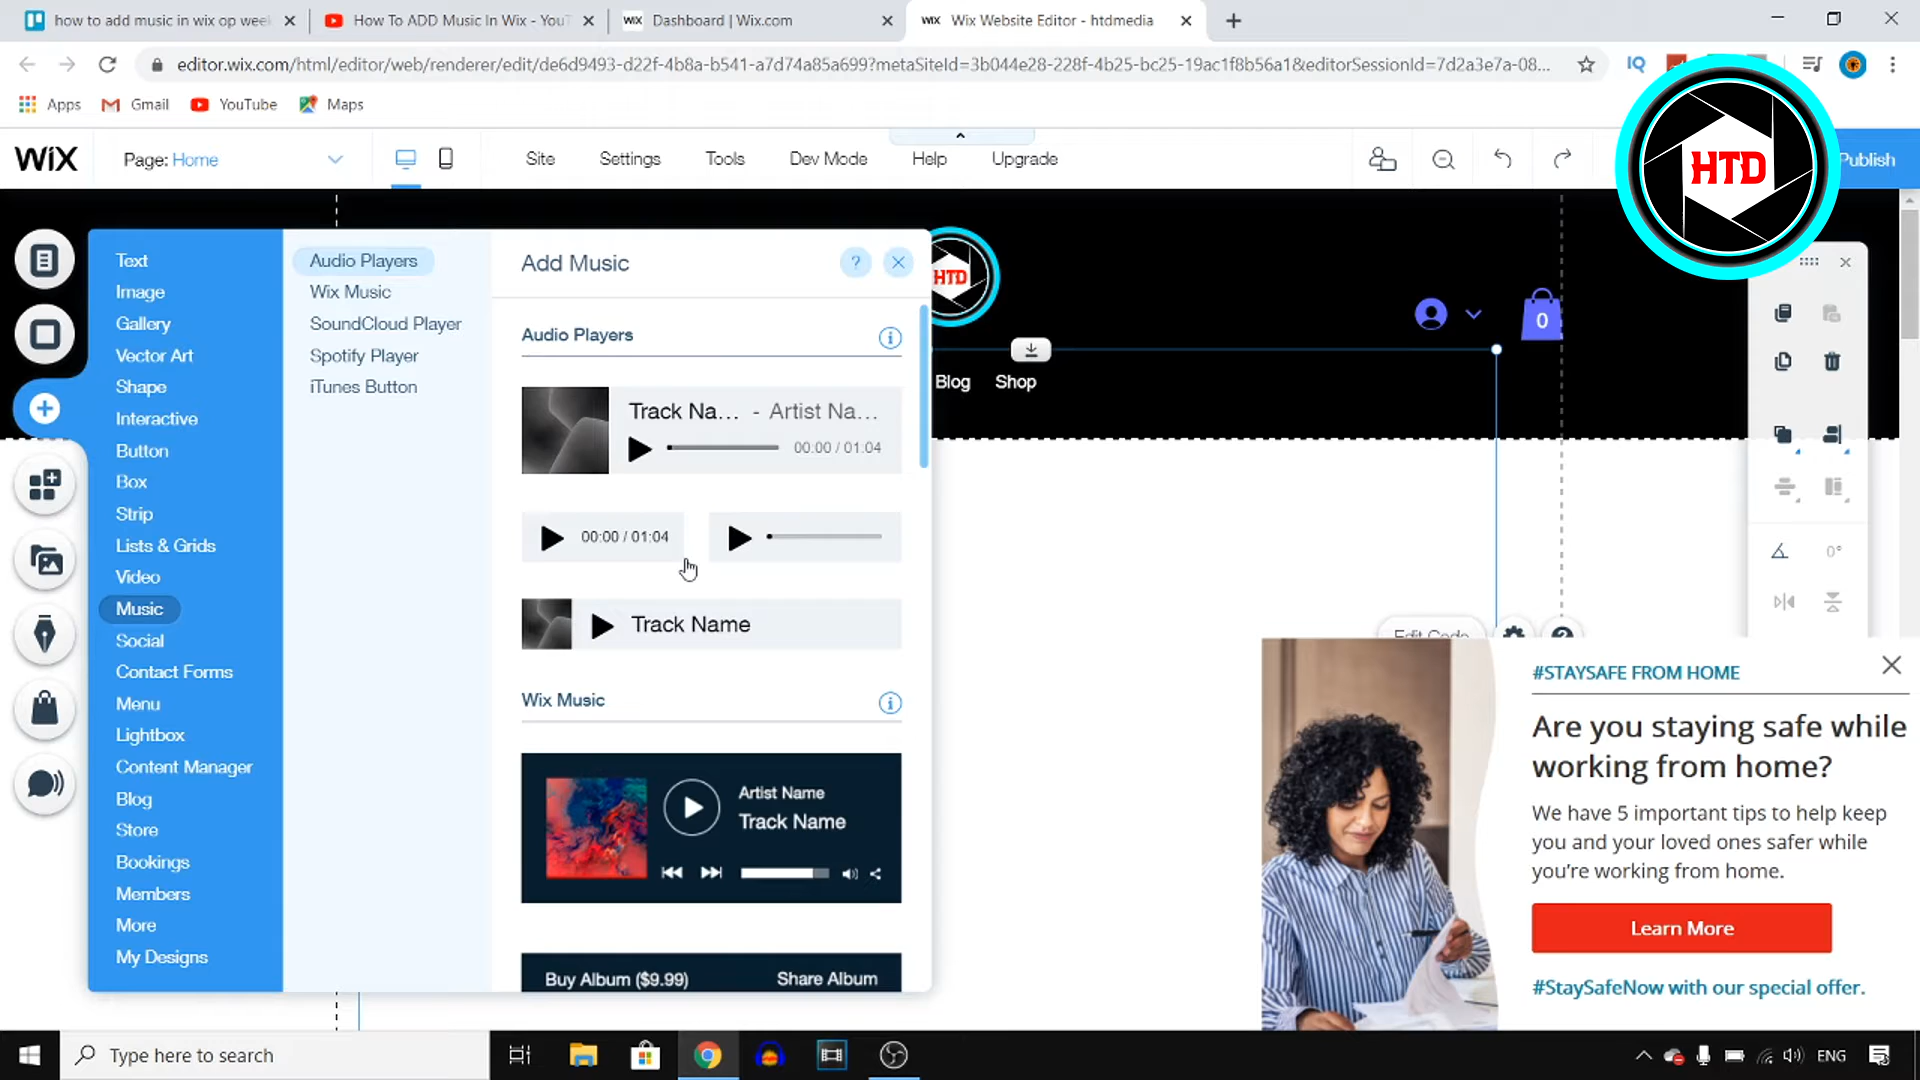 how to add music in wix op week
How To ADD Music In Wix - YouT
WIX Dashboard | Wix.com
WIX Wix Website Editor - htdmedia
editor.wix.com/html/editor/web/renderer/edit/de6d9493-d22f-4b8a-b541-a7d74a85a699?metaSiteId=3b044e28-228f-4b25-bc25-19ac1f8b56a1&editorSessionId=7d2a3e7a-08...
IQ
Apps
Gmail
YouTube
Maps
WiX
Page: Home
Site
Settings
Tools
Dev Mode
Help
Upgrade
Publish
HTD
Text
Image
Gallery
Vector Art
Shape
Interactive
Button
Box
Strip
Lists & Grids
Video
Music
Social
Contact Forms
Menu
Lightbox
Content Manager
Blog
Store
Bookings
Members
More
My Designs
Audio Players
Wix Music
SoundCloud Player
Spotify Player
iTunes Button
Add Music
?
Audio Players
Track Na... - Artist Na...
00:00 / 01:04
00:00 / 01:04
Track Name
Wix Music
Artist Name
Track Name
Buy Album ($9.99)
Share Album
HTD
0
Blog
Shop
0°
Edit Code
?
#STAYSAFE FROM HOME
Are you staying safe while
working from home?
We have 5 important tips to help keep
you and your loved ones safer while
you're working from home.
Learn More
#StaySafeNow with our special offer.
Type here to search
ENG